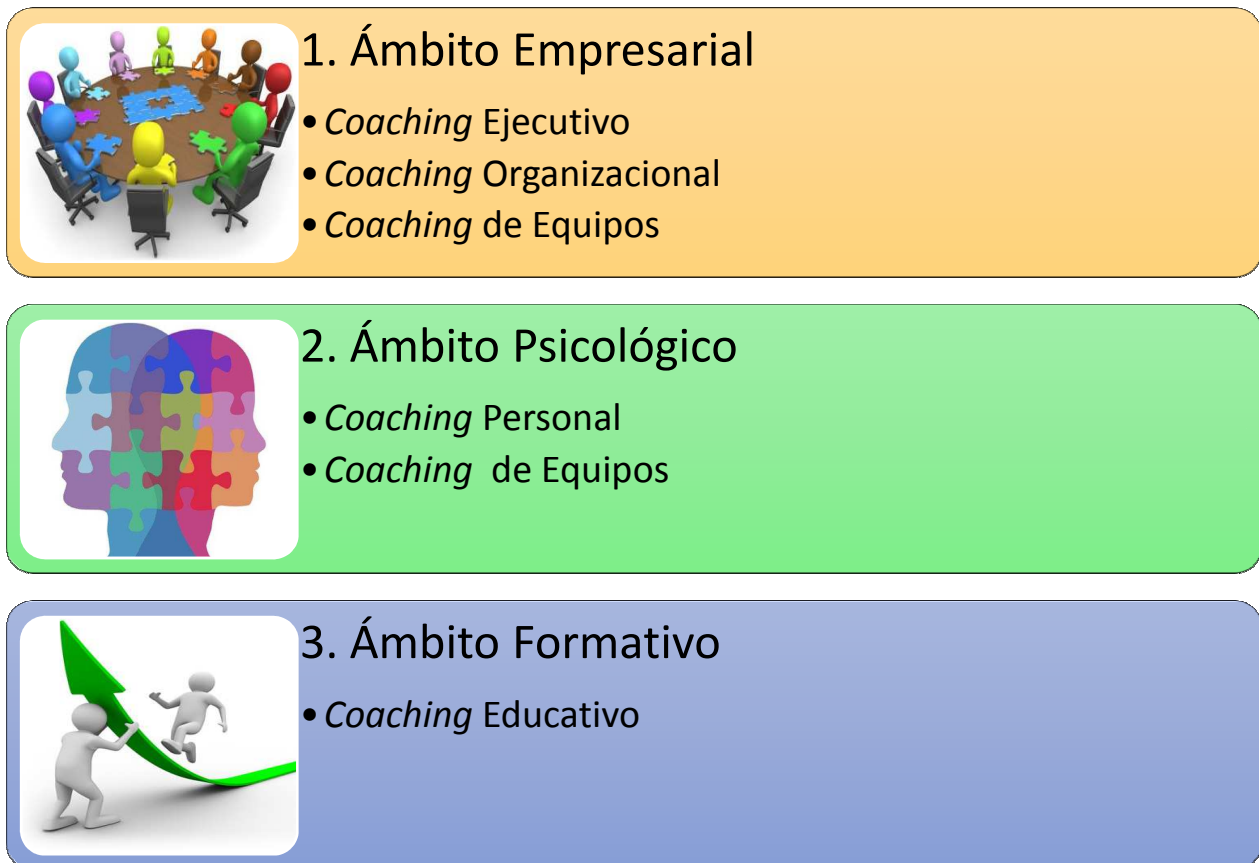 1. Ámbito Empresarial
• Coaching Ejecutivo
• Coaching Organizacional
• Coaching de Equipos
2. Ámbito Psicológico
• Coaching Personal
• Coaching de Equipos
3. Ámbito Formativo
• Coaching Educativo